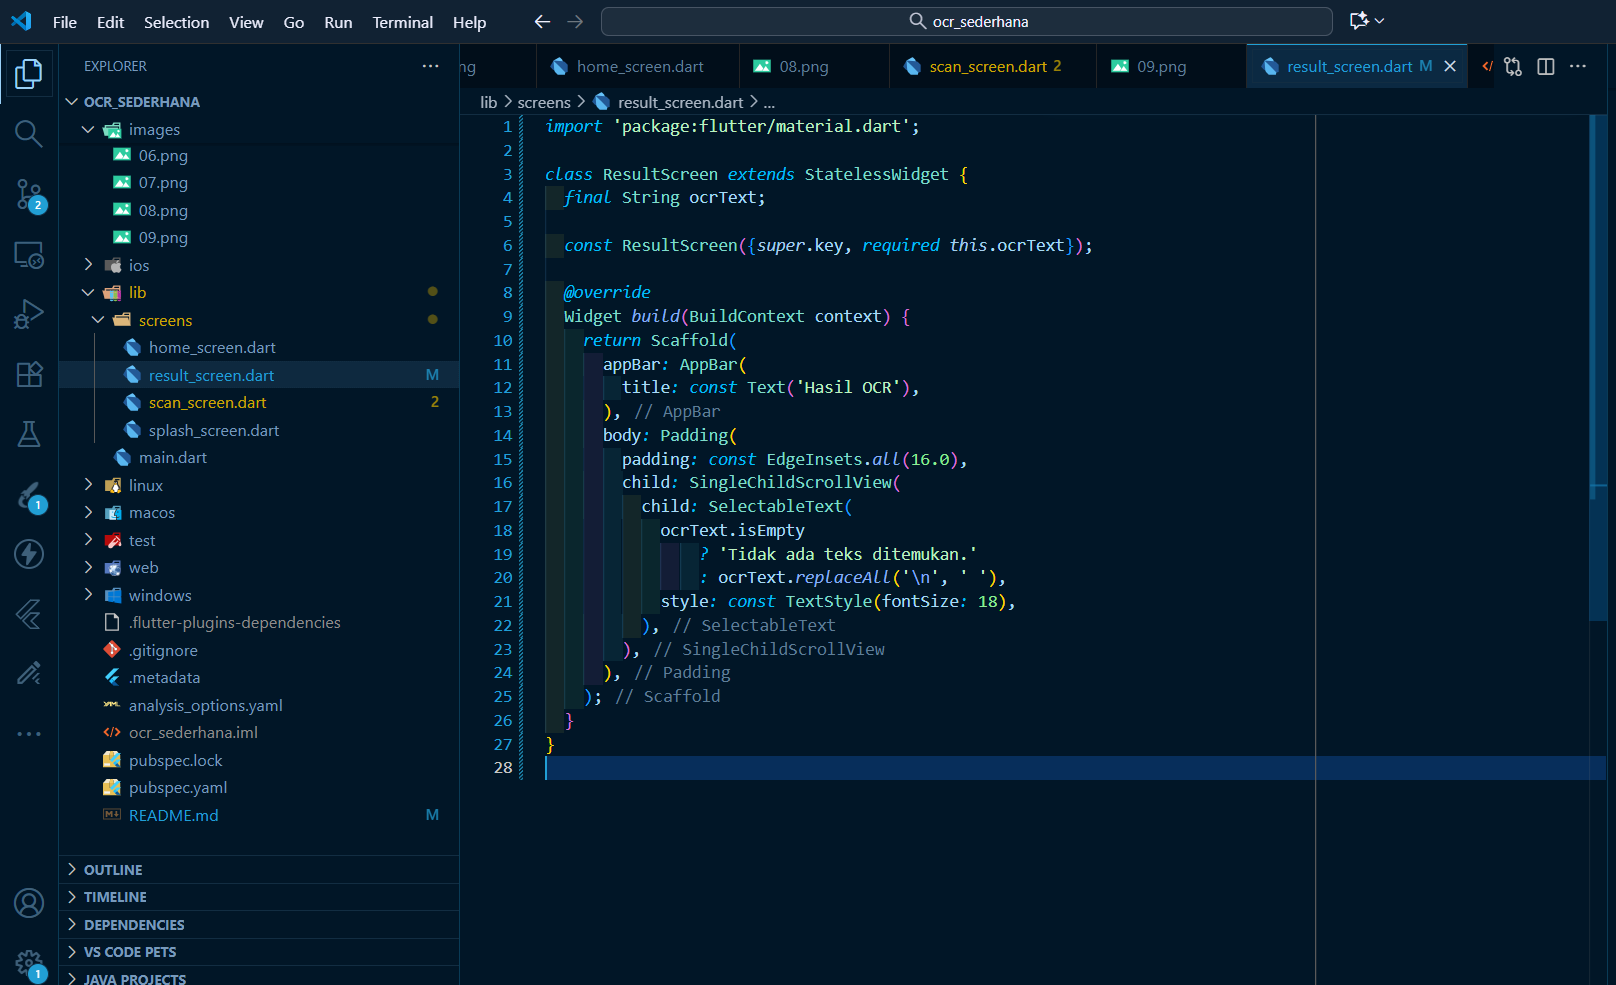 File Edit Selection View Go Run Terminal Help
ocr_sederhana
EXPLORER
ng
home_screen.dart
08.png
scan_screen.dart 2
09.png
result_screen.dart M
OCR_SEDERHANA
images
06.png
07.png
08.png
09.png
ios
lib
screens
home_screen.dart
result_screen.dart M
scan_screen.dart 2
splash_screen.dart
main.dart
linux
macos
test
web
windows
.flutter-plugins-dependencies
.gitignore
.metadata
analysis_options.yaml
ocr_sederhana.iml
pubspec.lock
pubspec.yaml
README.md M
OUTLINE
TIMELINE
DEPENDENCIES
VS CODE PETS
JAVA PROJECTS
2
1
1
lib > screens > result_screen.dart > ...
1 import 'package:flutter/material.dart';
2
3 class ResultScreen extends StatelessWidget {
4 final String ocrText;
5
6 const ResultScreen({super.key, required this.ocrText});
7
8 @override
9 Widget build(BuildContext context) {
10 return Scaffold(
11 appBar: AppBar(
12 title: const Text('Hasil OCR'),
13 ), // AppBar
14 body: Padding(
15 padding: const EdgeInsets.all(16.0),
16 child: SingleChildScrollView(
17 child: SelectableText(
18 ocrText.isEmpty
19 ? 'Tidak ada teks ditemukan.'
20 : ocrText.replaceAll('\n', ' '),
21 style: const TextStyle(fontSize: 18),
22 ), // SelectableText
23 ), // SingleChildScrollView
24 ), // Padding
25 ); // Scaffold
26 }
27 }
28